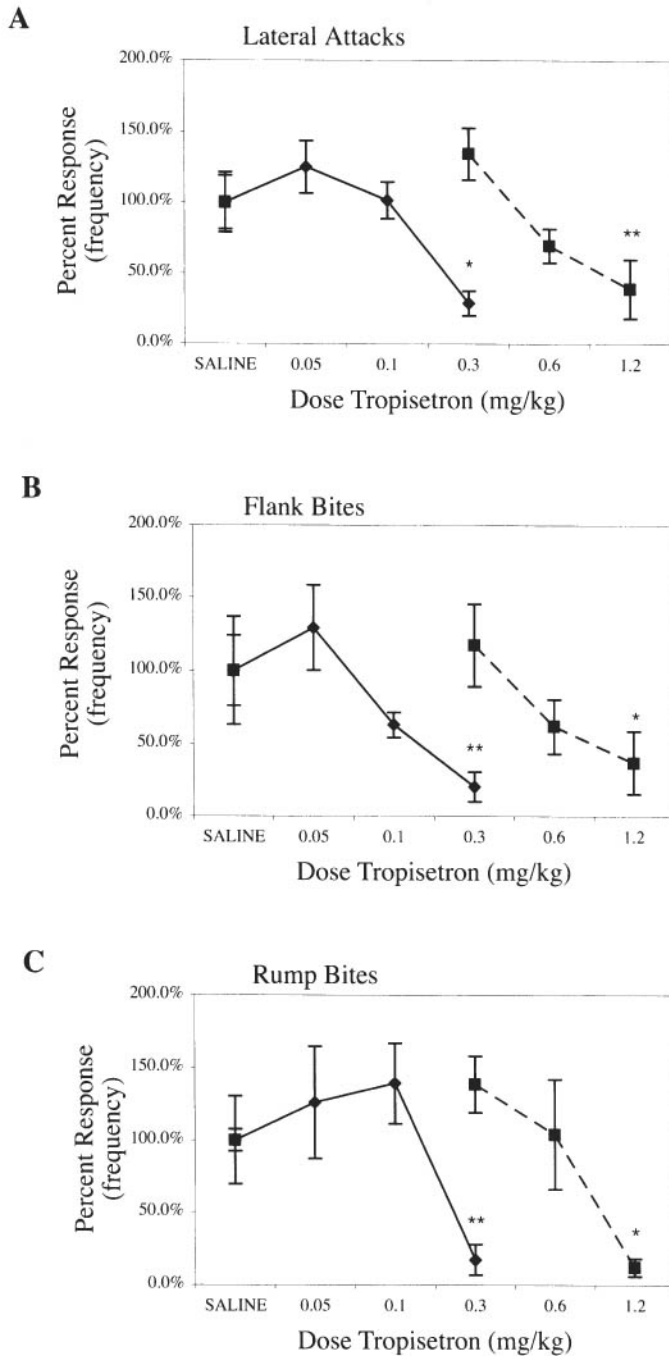 A
Lateral Attacks
200.0%
150.0%
100.0%
50.0%
0.0%
Percent Response
(frequency)
*
**
SALINE 0.05 0.1 0.3 0.6 1.2
Dose Tropisetron (mg/kg)
B
Flank Bites
200.0%
150.0%
100.0%
50.0%
0.0%
Percent Response
(frequency)
**
*
SALINE 0.05 0.1 0.3 0.6 1.2
Dose Tropisetron (mg/kg)
C
Rump Bites
200.0%
150.0%
100.0%
50.0%
0.0%
Percent Response
(frequency)
**
*
SALINE 0.05 0.1 0.3 0.6 1.2
Dose Tropisetron (mg/kg)